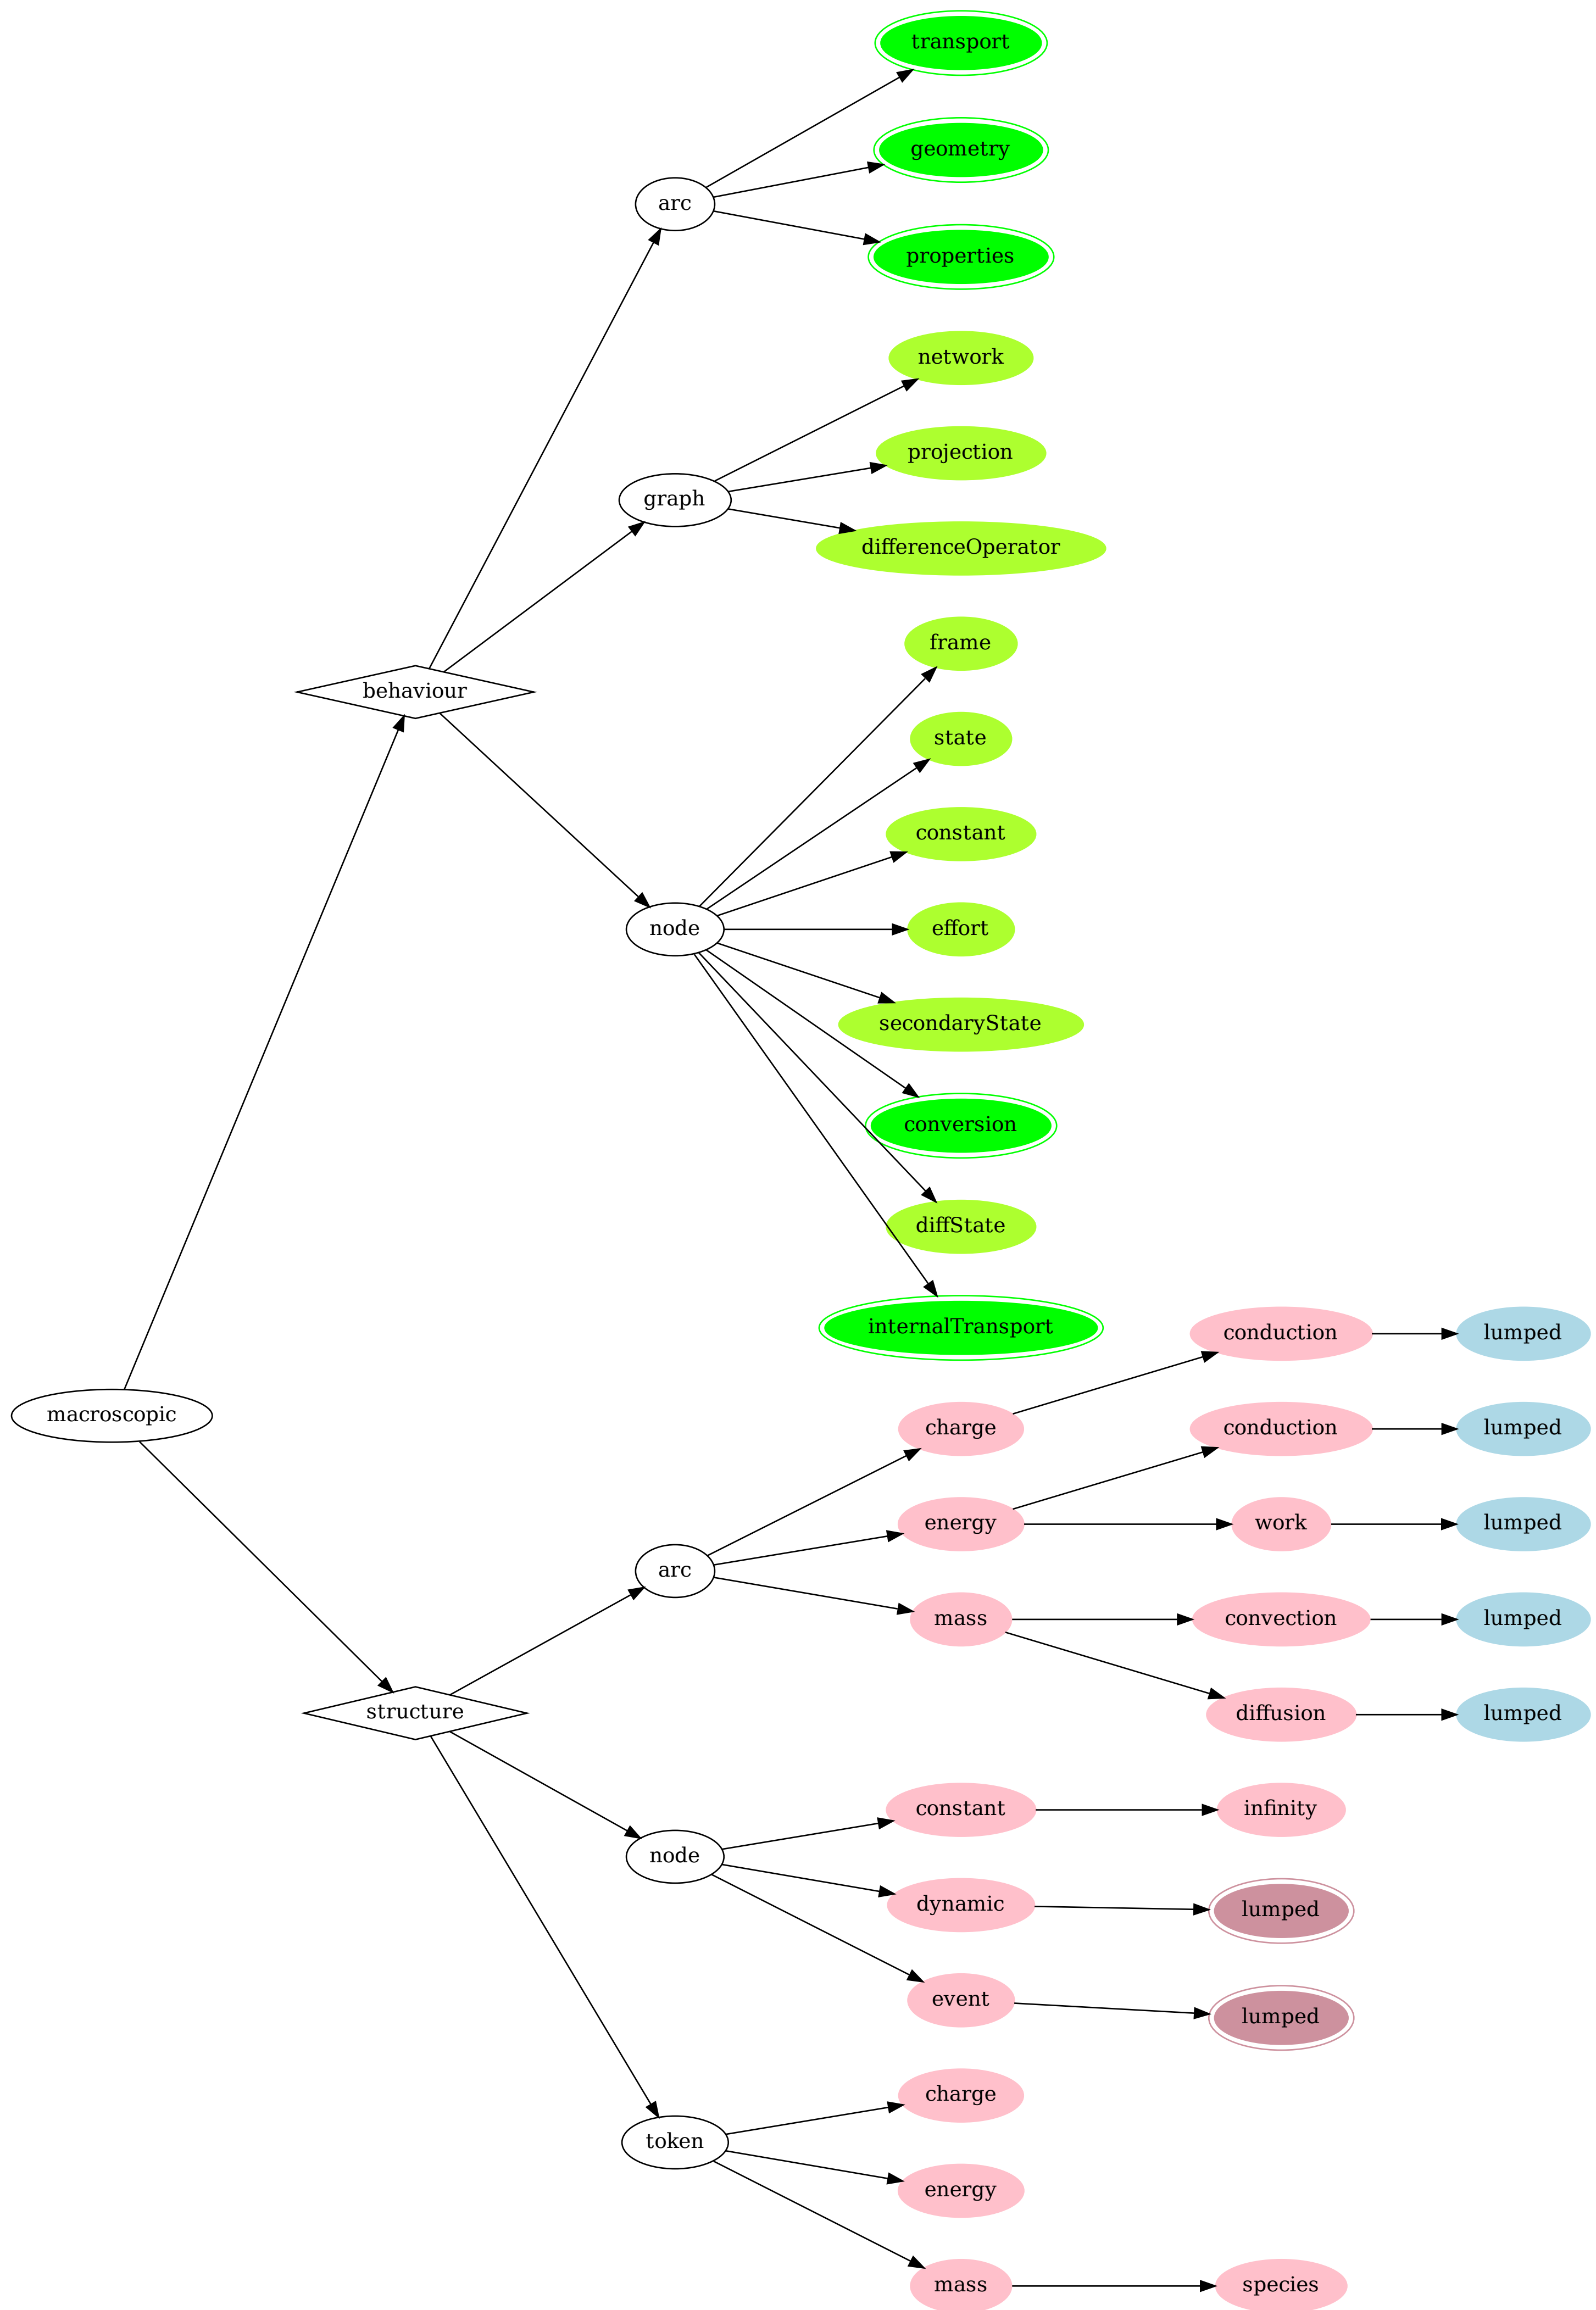 transport
geometry
arc
properties
network
projection
graph
differenceOperator
frame
behaviour
state
constant
node
effort
secondaryState
conversion
diffState
internalTransport
conduction
lumped
macroscopic
charge
conduction
lumped
energy
work
lumped
arc
mass
convection
lumped
structure
diffusion
lumped
constant
infinity
node
dynamic
lumped
event
lumped
charge
token
energy
mass
species